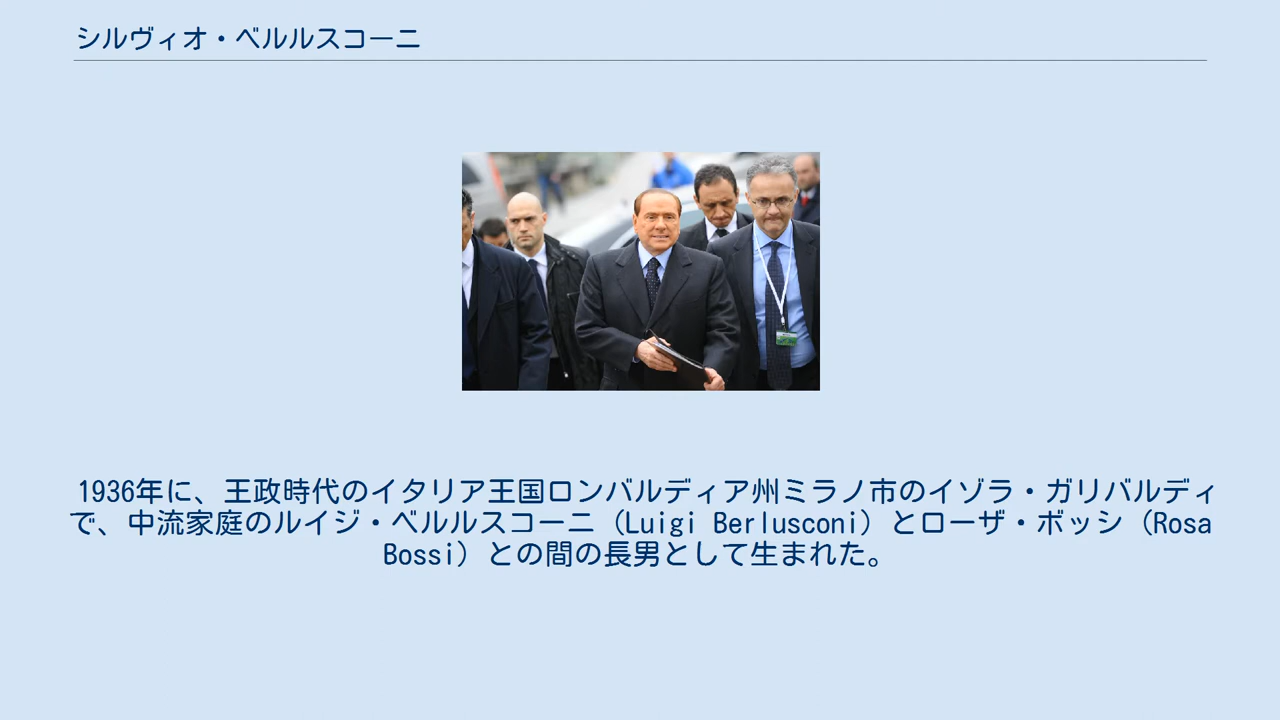 シルヴィオ・ベルルスコーニ
1936年に、王政時代のイタリア王国ロンバルディア州ミラノ市のイゾラ・ガリバルディ
で、中流家庭のルイジ・ベルルスコーニ（Luigi Berlusconi）とローザ・ボッシ（Rosa
Bossi）との間の長男として生まれた。